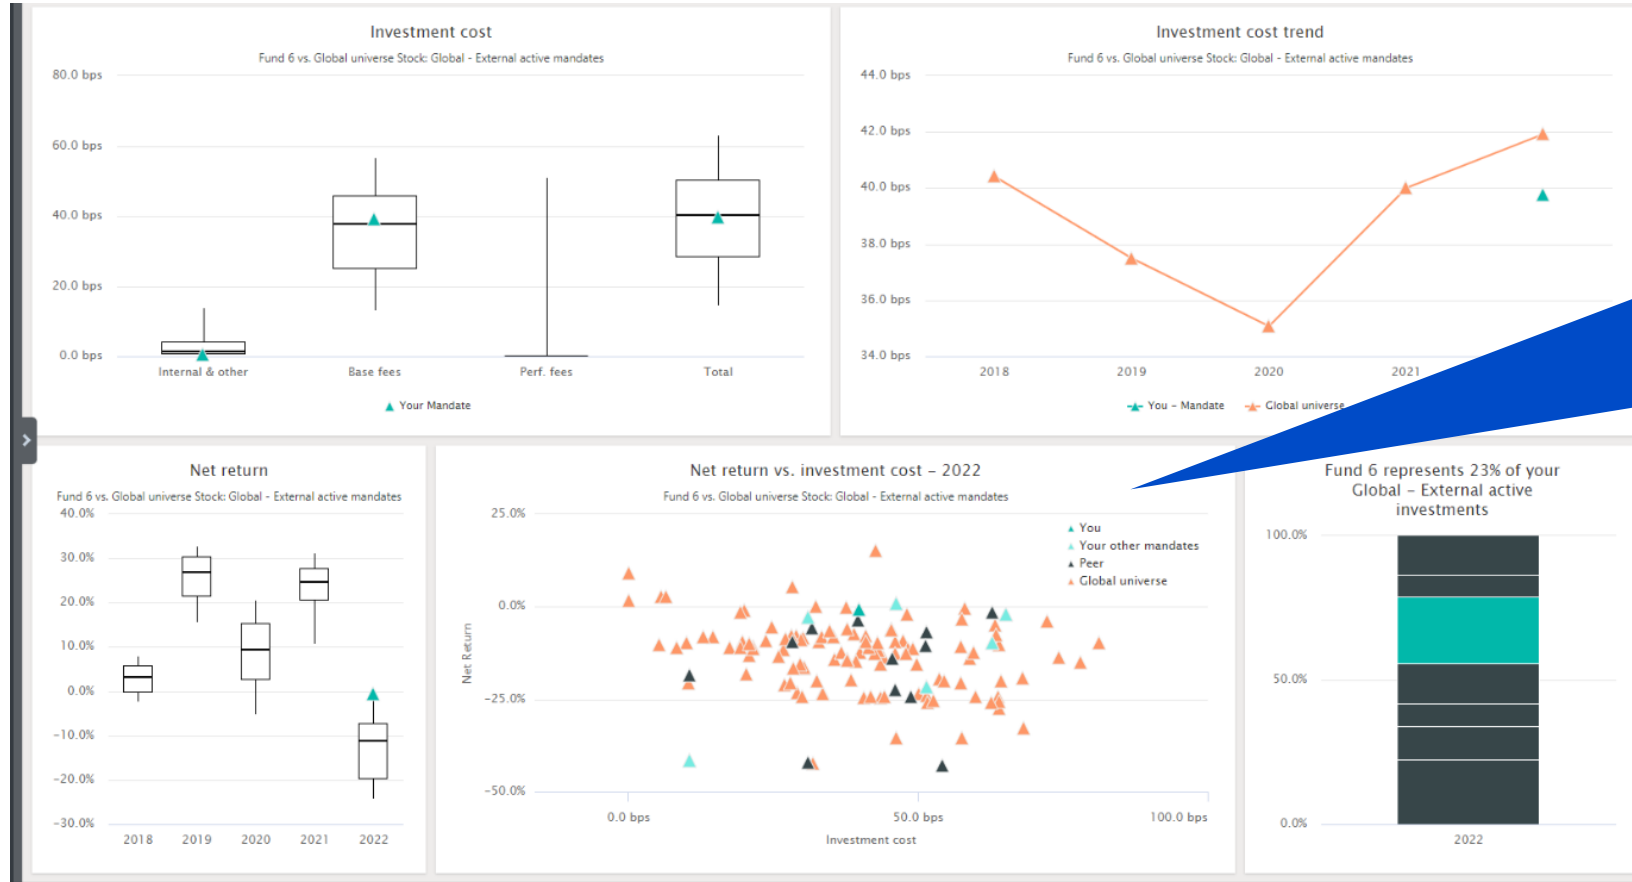 Investment cost
Fund 6 vs. Global universe Stock: Global - External active mandates
80.0 bps
60.0 bps
40.0 bps
20.0 bps
0.0 bps
Internal & other
Base fees
Perf. fees
Total
Your Mandate
Investment cost trend
Fund 6 vs. Global universe Stock: Global - External active mandates
44.0 bps
42.0 bps
40.0 bps
38.0 bps
36.0 bps
34.0 bps
2018
2019
2020
2021
You – Mandate
Global universe
Net return
Fund 6 vs. Global universe Stock: Global - External active mandates
40.0%
30.0%
20.0%
10.0%
0.0%
-10.0%
-20.0%
-30.0%
2018
2019
2020
2021
2022
Net return vs. investment cost – 2022
Fund 6 vs. Global universe Stock: Global - External active mandates
You
Your other mandates
Peer
Global universe
Net Return
25.0%
0.0%
-25.0%
-50.0%
0.0 bps
50.0 bps
100.0 bps
Investment cost
Fund 6 represents 23% of your
Global – External active
investments
100.0%
50.0%
0.0%
2022